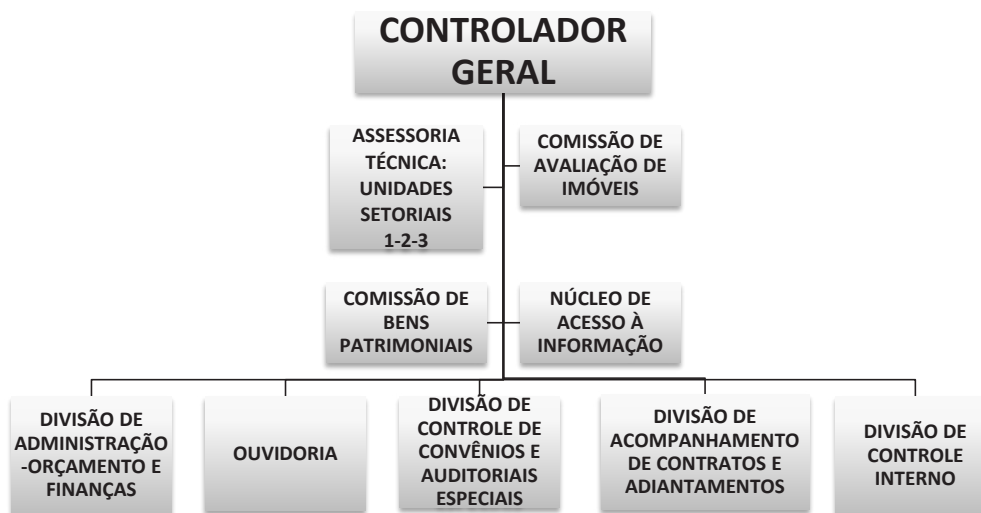 CONTROLADOR
GERAL
ASSESSORIA
TÉCNICA:
UNIDADES
SETORIAIS
1-2-3
COMISSÃO DE
AVALIAÇÃO DE
IMÓVEIS
COMISSÃO DE
BENS
PATRIMONIAIS
NÚCLEO DE
ACESSO À
INFORMAÇÃO
DIVISÃO DE
ADMINISTRAÇÃO
-ORÇAMENTO E
FINANÇAS
OUVIDORIA
DIVISÃO DE
CONTROLE DE
CONVÊNIOS E
AUDITORIAIS
ESPECIAIS
DIVISÃO DE
ACOMPANHAMENTO
DE CONTRATOS E
ADIANTAMENTOS
DIVISÃO DE
CONTROLE
INTERNO